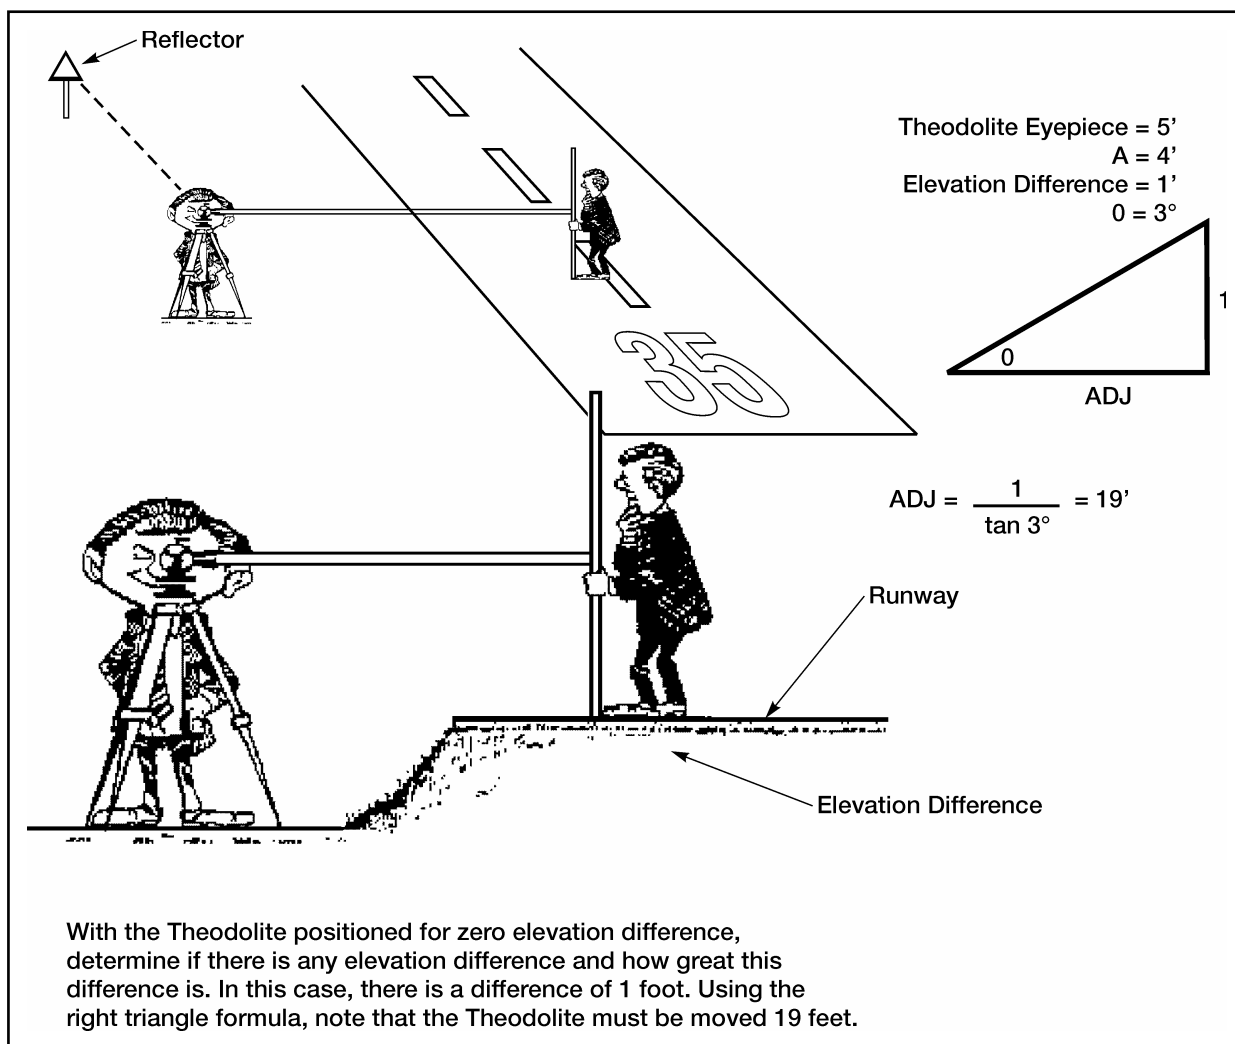 Reflector
Theodolite Eyepiece = 5’
A = 4’
Elevation Difference = 1’
0 = 3°
1
0
ADJ
35
ADJ = 1 / tan 3° = 19’
Runway
Elevation Difference
With the Theodolite positioned for zero elevation difference,
determine if there is any elevation difference and how great this
difference is. In this case, there is a difference of 1 foot. Using the
right triangle formula, note that the Theodolite must be moved 19 feet.